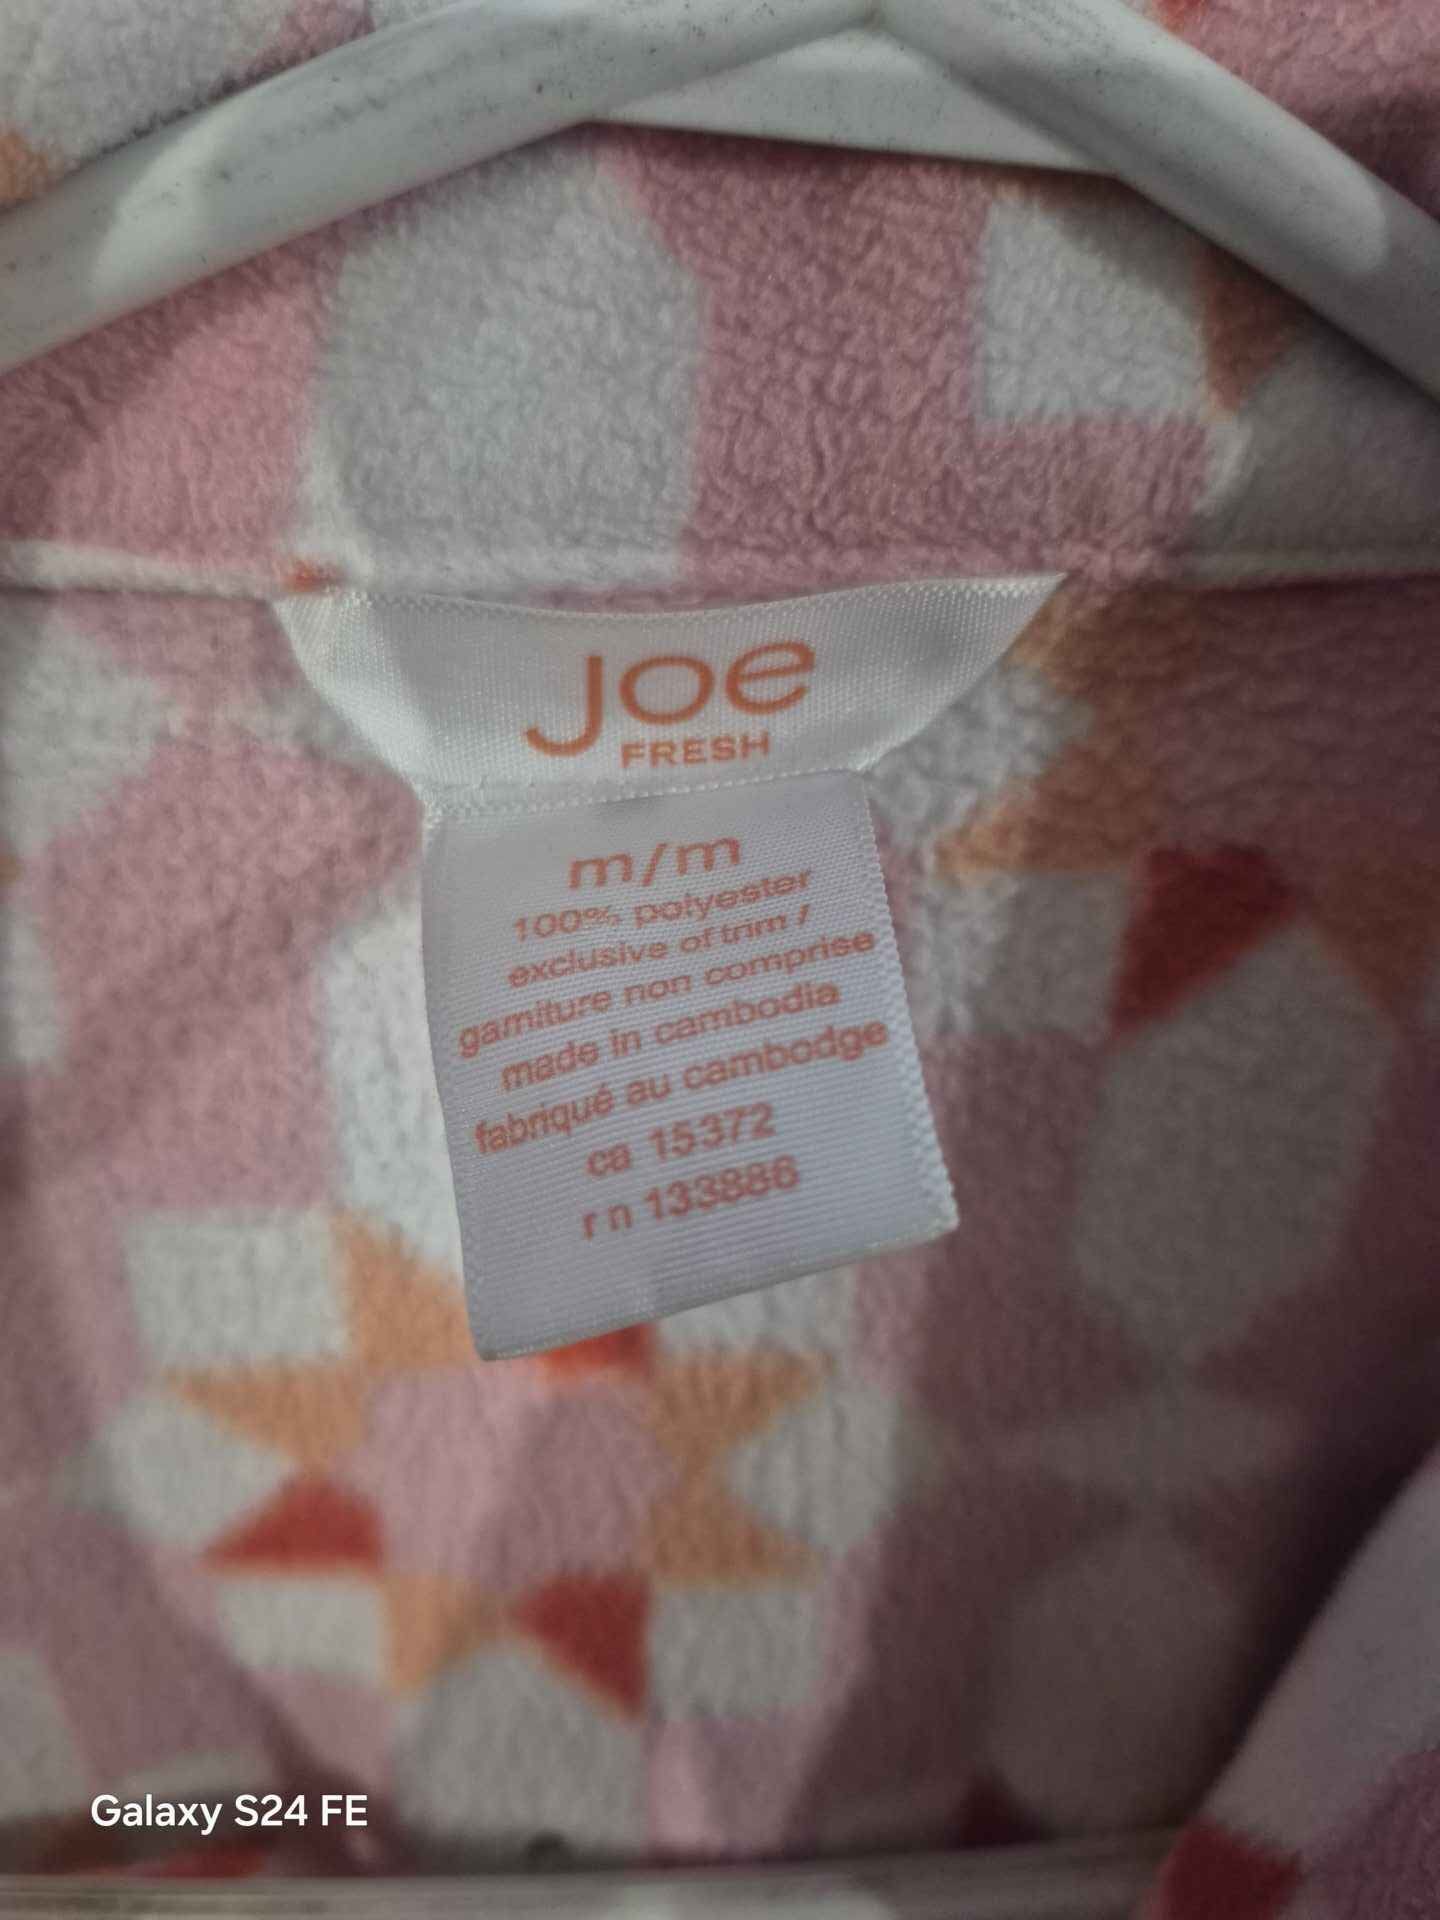 Joe
FRESH
m/m
100% polyester
exclusive of trim /
garniture non comprise
made in cambodia
fabriqué au cambodge
ca 15372
rn 133886
Galaxy S24 FE